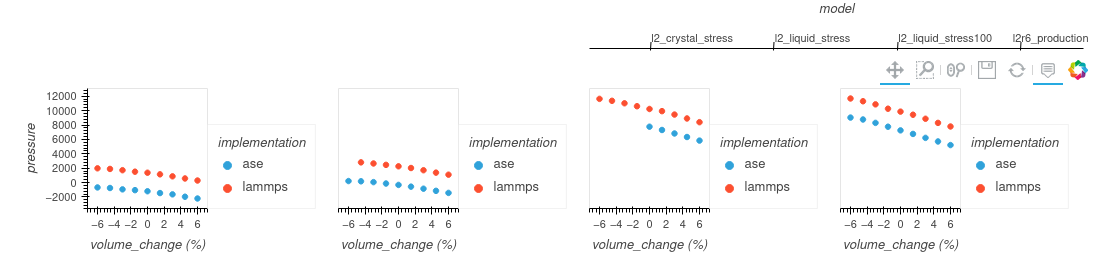 model
l2_crystal_stress l2_liquid_stress l2_liquid_stress100 l2r6_production
12000
10000
8000
6000
4000
2000
0
−2000
pressure
implementation
ase
lammps
implementation
ase
lammps
implementation
ase
lammps
implementation
ase
lammps
−6 −4 −2 0 2 4 6 −6 −4 −2 0 2 4 6 −6 −4 −2 0 2 4 6 −6 −4 −2 0 2 4 6
volume_change (%) volume_change (%) volume_change (%) volume_change (%)